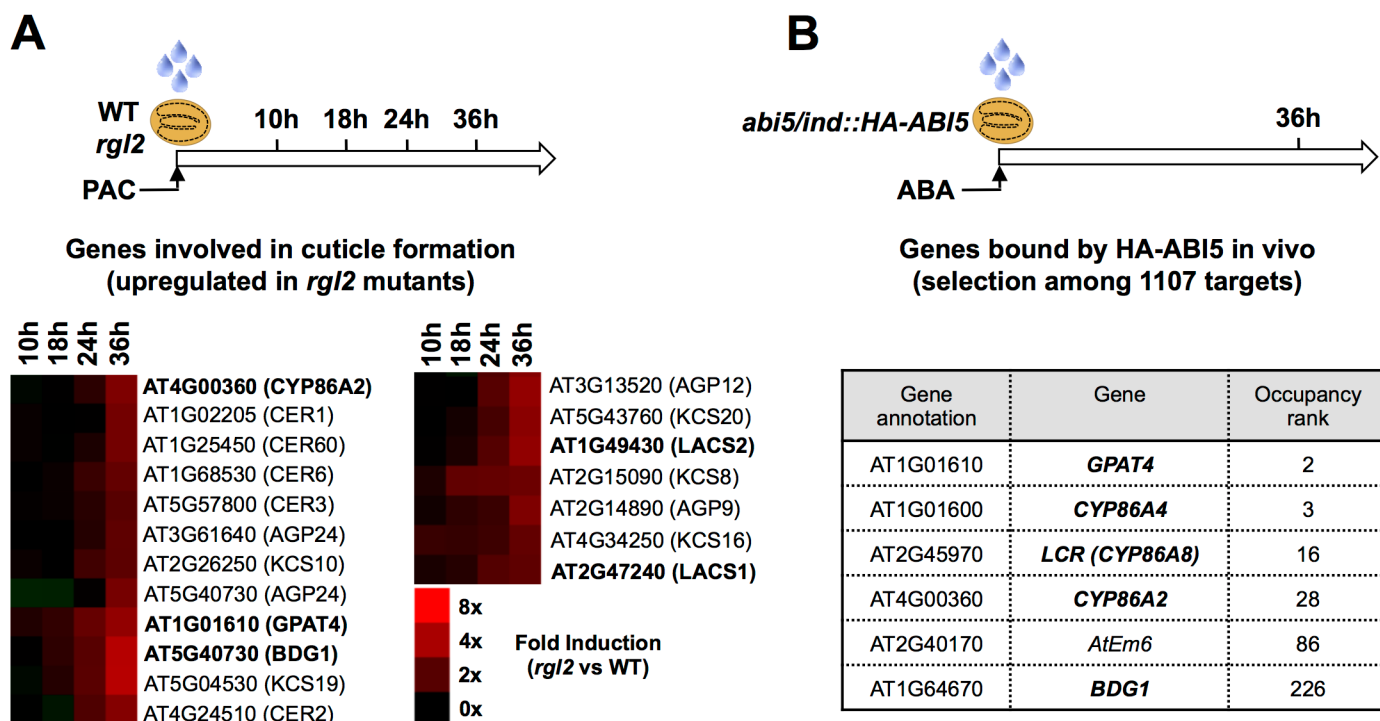 A
WT
rgl2
10h 18h 24h 36h
PAC
Genes involved in cuticle formation
(upregulated in rgl2 mutants)
10h 18h 24h 36h
AT4G00360 (CYP86A2)
AT1G02205 (CER1)
AT1G25450 (CER60)
AT1G68530 (CER6)
AT5G57800 (CER3)
AT3G61640 (AGP24)
AT2G26250 (KCS10)
AT5G40730 (AGP24)
AT1G01610 (GPAT4)
AT5G40730 (BDG1)
AT5G04530 (KCS19)
AT4G24510 (CER2)
10h 18h 24h 36h
AT3G13520 (AGP12)
AT5G43760 (KCS20)
AT1G49430 (LACS2)
AT2G15090 (KCS8)
AT2G14890 (AGP9)
AT4G34250 (KCS16)
AT2G47240 (LACS1)
8x
4x
2x
0x
Fold Induction
(rgl2 vs WT)
B
abi5/ind::HA-ABI5
36h
ABA
Genes bound by HA-ABI5 in vivo
(selection among 1107 targets)
Gene annotation Gene Occupancy rank
AT1G01610 GPAT4 2
AT1G01600 CYP86A4 3
AT2G45970 LCR (CYP86A8) 16
AT4G00360 CYP86A2 28
AT2G40170 AtEm6 86
AT1G64670 BDG1 226